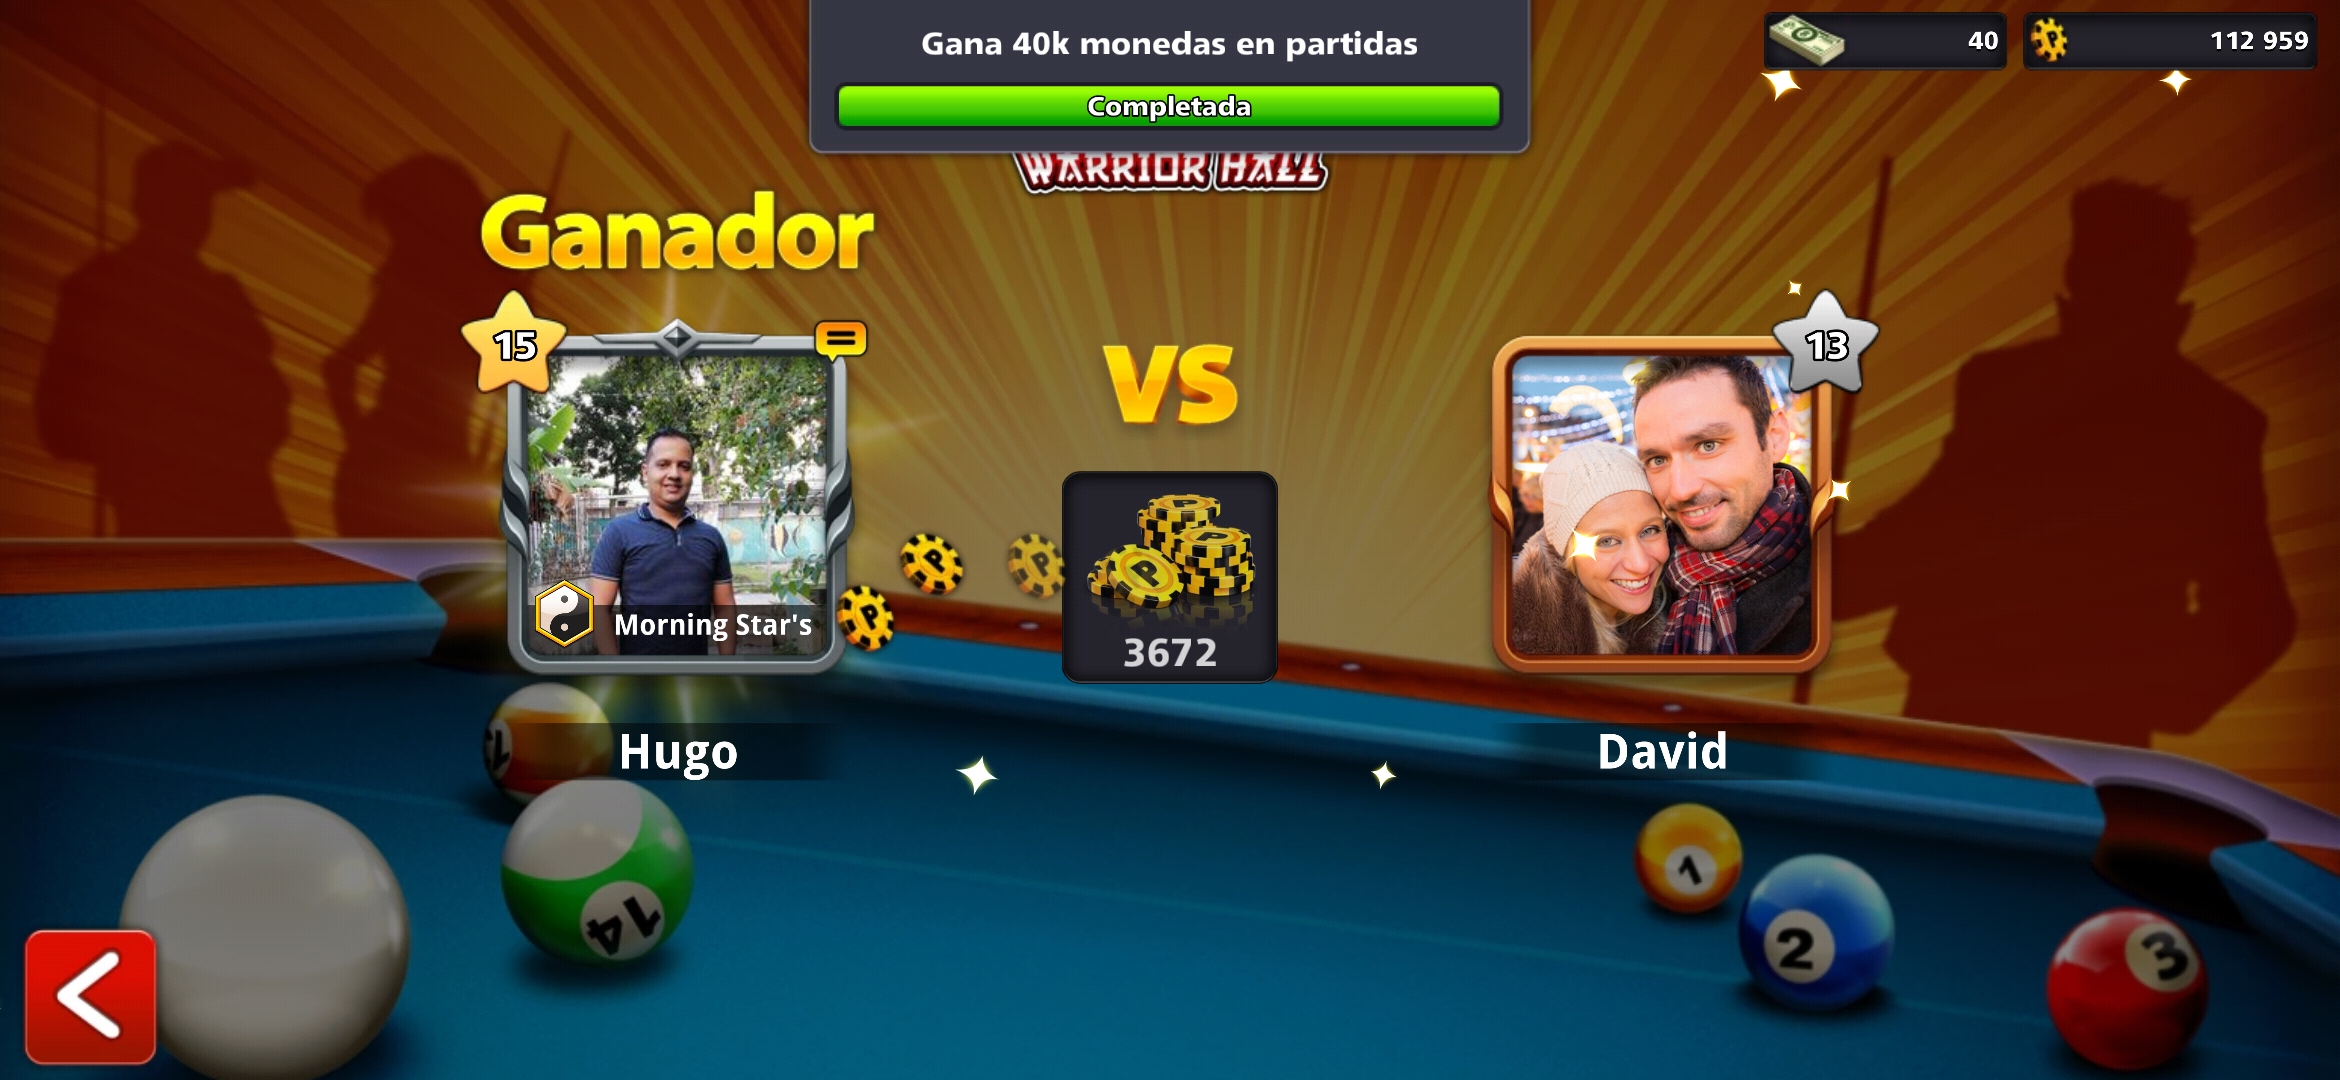 Gana 40k monedas en partidas
Completada
40
112 959
WARRIOR HALL
Ganador
15
VS
13
Morning Star's
3672
Hugo
David
14
1
2
3